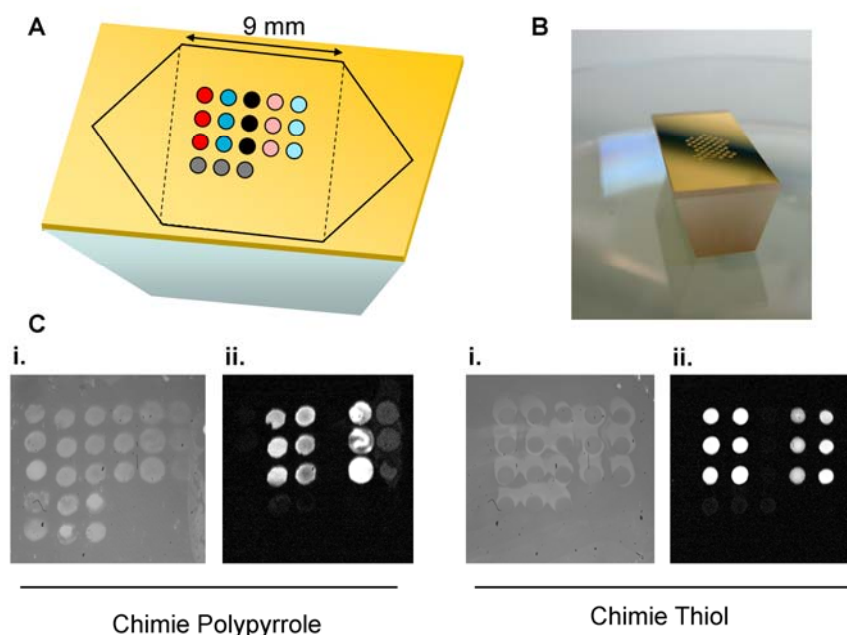 A
9 mm
B
C
i.
ii.
i.
ii.
Chimie Polypyrrole
Chimie Thiol